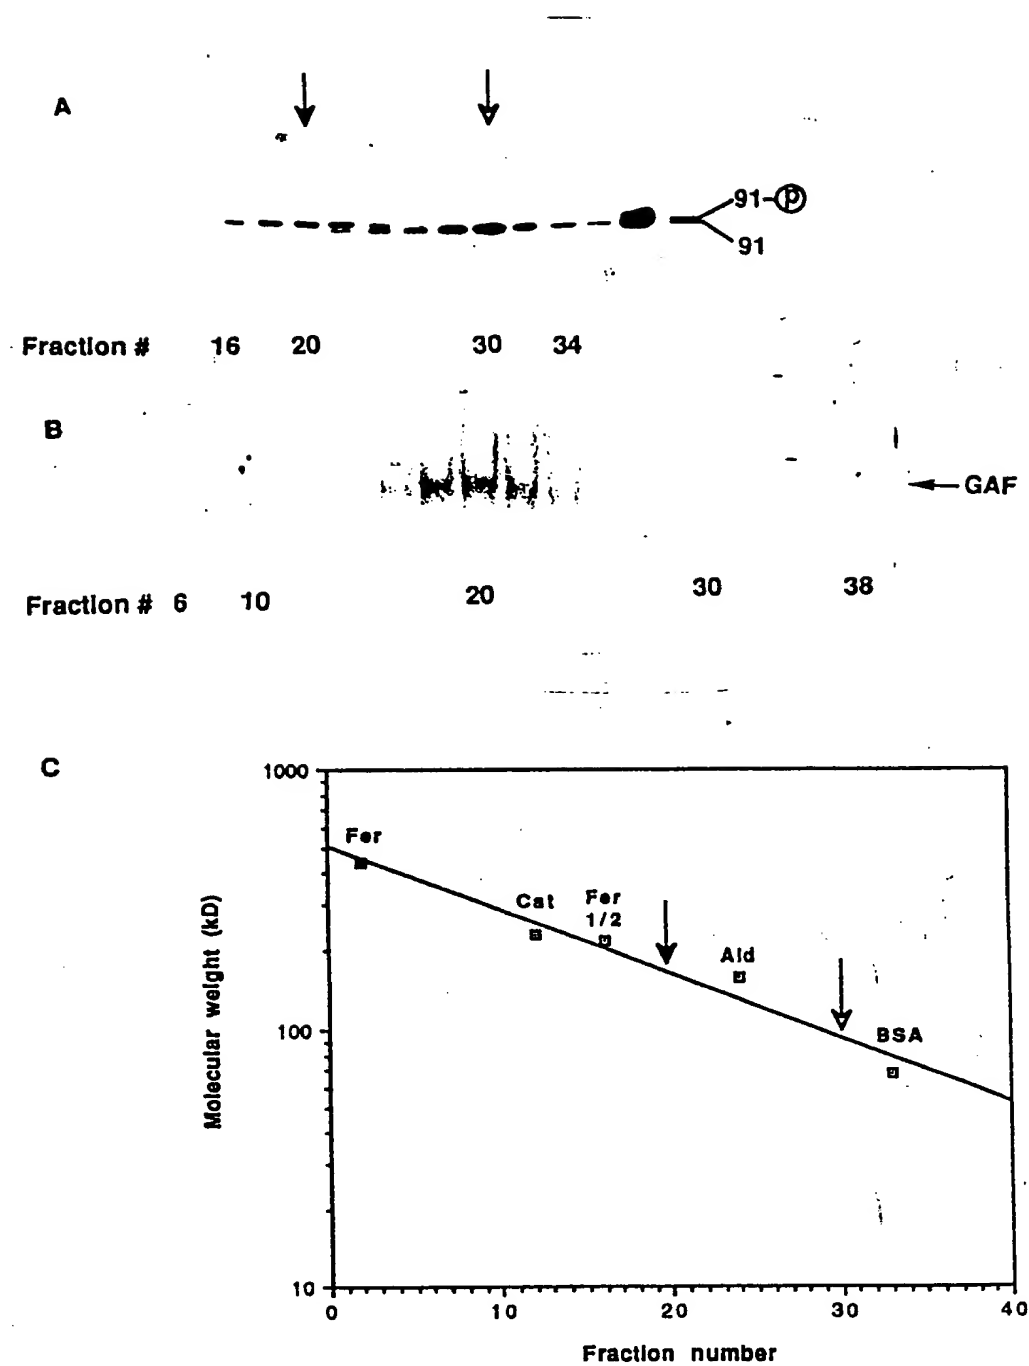 A
91-P
91
Fraction # 16 20 30 34
B
GAF
Fraction # 6 10 20 30 38
C
1000
Fer
Cat
Fer
1/2
Ald
BSA
100
10
Molecular weight (kD)
0 10 20 30 40
Fraction number